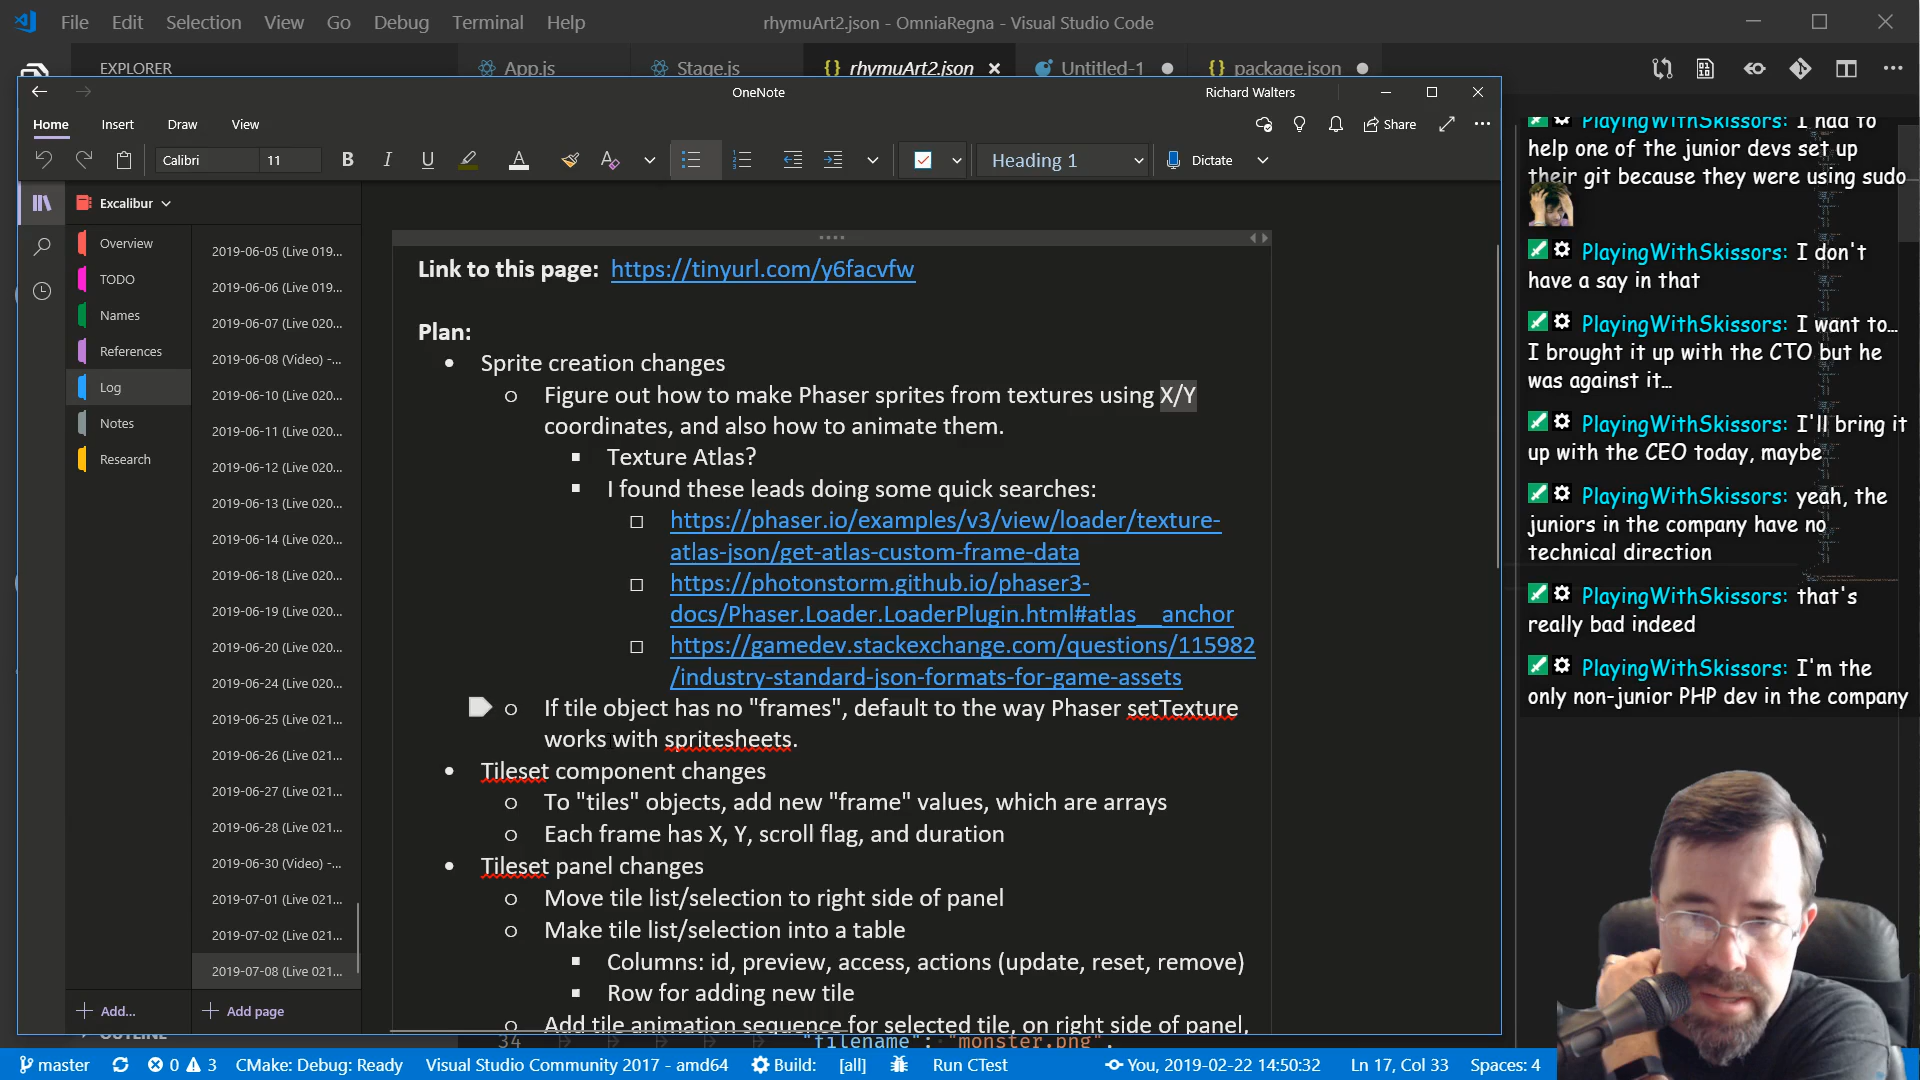 File Edit Selection View Go Debug Terminal Help
rhymuArt2.json - OmniaRegna - Visual Studio Code
EXPLORER
App.js
Stage.js
{} rhymuArt2.json
Untitled-1
{} package.json
OneNote
Richard Walters
Home Insert Draw View
Share
Calibri 11 B I U A A Heading 1 Dictate
Excalibur
Overview
TODO
Names
References
Log
Notes
Research
2019-06-05 (Live 019...
2019-06-06 (Live 019...
2019-06-07 (Live 020...
2019-06-08 (Video) -...
2019-06-10 (Live 020...
2019-06-11 (Live 020...
2019-06-12 (Live 020...
2019-06-13 (Live 020...
2019-06-14 (Live 020...
2019-06-18 (Live 020...
2019-06-19 (Live 020...
2019-06-20 (Live 020...
2019-06-24 (Live 020...
2019-06-25 (Live 021...
2019-06-26 (Live 021...
2019-06-27 (Live 021...
2019-06-28 (Live 021...
2019-06-30 (Video) -...
2019-07-01 (Live 021...
2019-07-02 (Live 021...
2019-07-08 (Live 021...
Add...
Add page
Link to this page: https://tinyurl.com/y6facvfw
Plan:
Sprite creation changes
Figure out how to make Phaser sprites from textures using X/Y
coordinates, and also how to animate them.
Texture Atlas?
I found these leads doing some quick searches:
https://phaser.io/examples/v3/view/loader/texture-
atlas-json/get-atlas-custom-frame-data
https://photonstorm.github.io/phaser3-
docs/Phaser.Loader.LoaderPlugin.html#atlas__anchor
https://gamedev.stackexchange.com/questions/115982
/industry-standard-json-formats-for-game-assets
If tile object has no "frames", default to the way Phaser setTexture
works with spritesheets.
Tileset component changes
To "tiles" objects, add new "frame" values, which are arrays
Each frame has X, Y, scroll flag, and duration
Tileset panel changes
Move tile list/selection to right side of panel
Make tile list/selection into a table
Columns: id, preview, access, actions (update, reset, remove)
Row for adding new tile
Add tile animation sequence for selected tile, on right side of panel,
PlayingWithSkissors: I had to
help one of the junior devs set up
their git because they were using sudo
PlayingWithSkissors: I don't
have a say in that
PlayingWithSkissors: I want to...
I brought it up with the CTO but he
was against it...
PlayingWithSkissors: I'll bring it
up with the CEO today, maybe
PlayingWithSkissors: yeah, the
juniors in the company have no
technical direction
PlayingWithSkissors: that's
really bad indeed
PlayingWithSkissors: I'm the
only non-junior PHP dev in the company
OUTLINE
34 "filename": "monster.png",
master 0 3 CMake: Debug: Ready Visual Studio Community 2017 - amd64 Build: [all] Run CTest You, 2019-02-22 14:50:32 Ln 17, Col 33 Spaces: 4